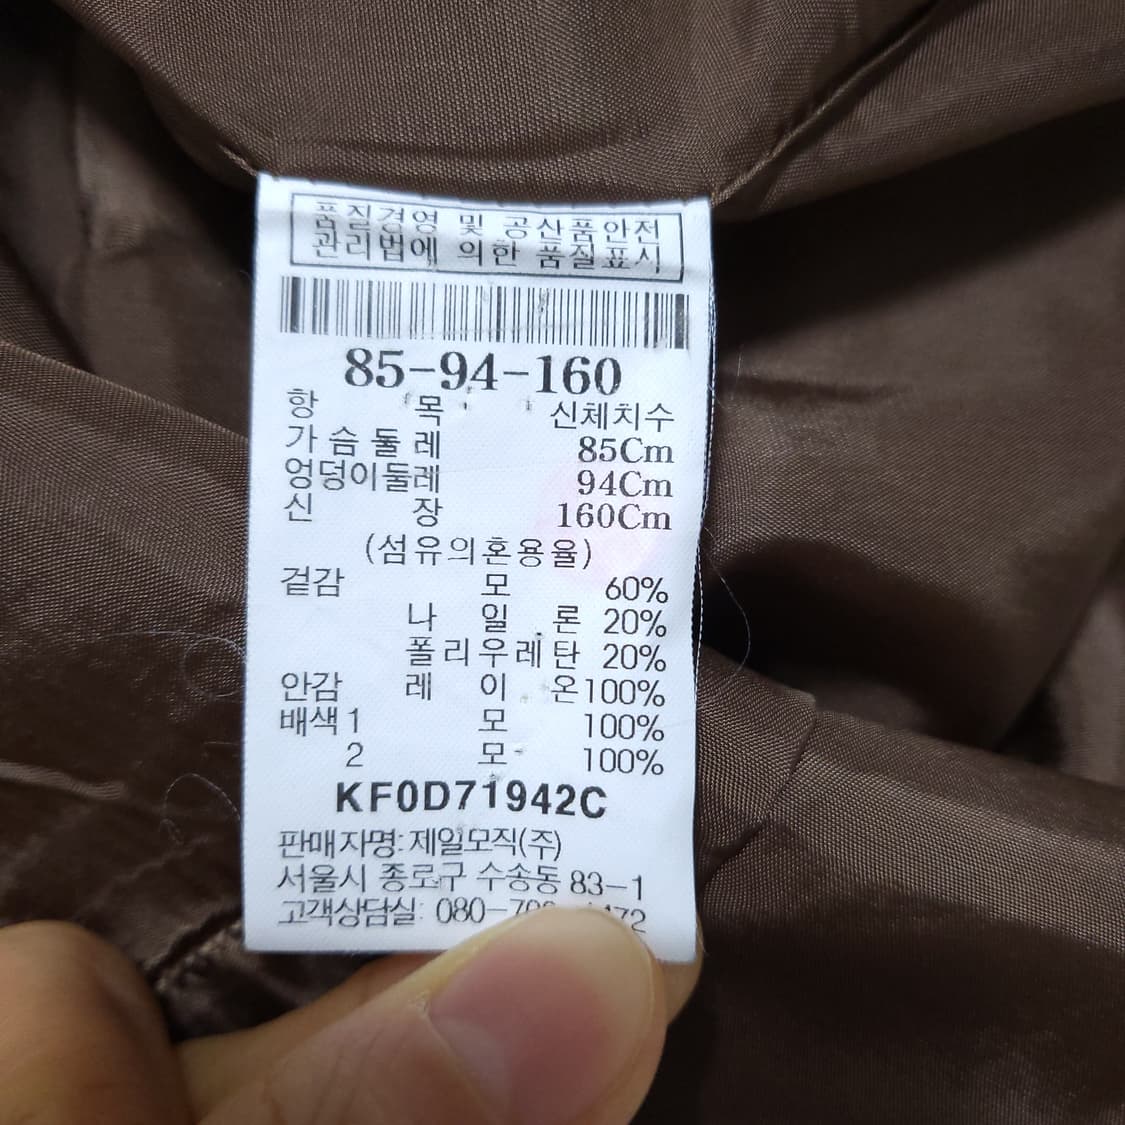 품질경영 및 공산품안전
관리법에 의한 품질표시
85-94-160
항 목 신체치수
가슴둘레 85Cm
엉덩이둘레 94Cm
신 장 160Cm
(섬유의혼용율)
겉감 모 60%
나 일 론 20%
폴리우레탄 20%
안감 레 이 온100%
배색1 모 100%
2 모 100%
KF0D71942C
판매자명: 제일모직(주)
서울시 종로구 수송동 83-1
고객상담실: 080-